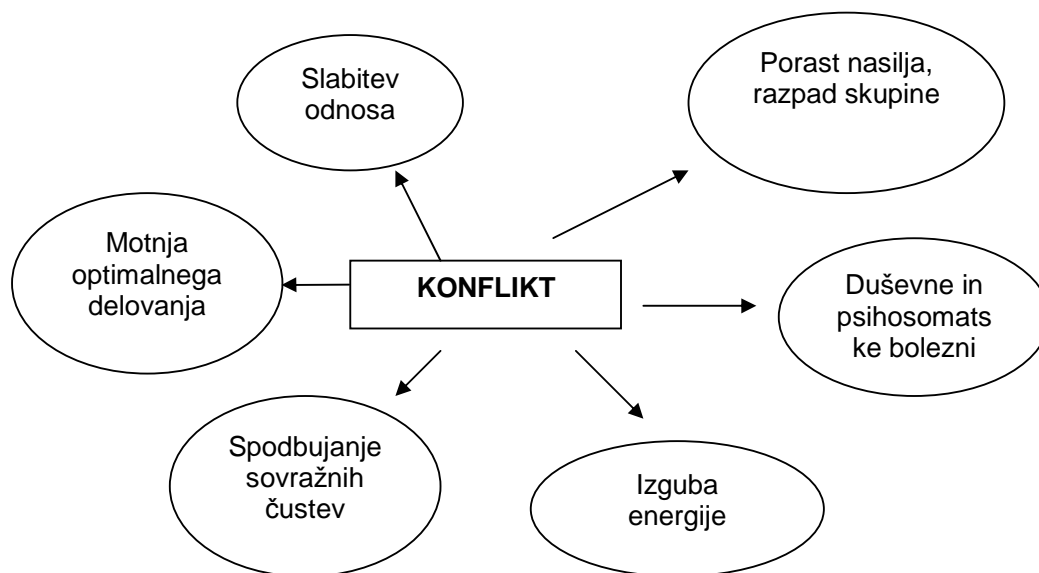 Slabitev
odnosa
Porast nasilja,
razpad skupine
Motnja
optimalnega
delovanja
KONFLIKT
Duševne in
psihosomats
ke bolezni
Spodbujanje
sovražnih
čustev
Izguba
energije